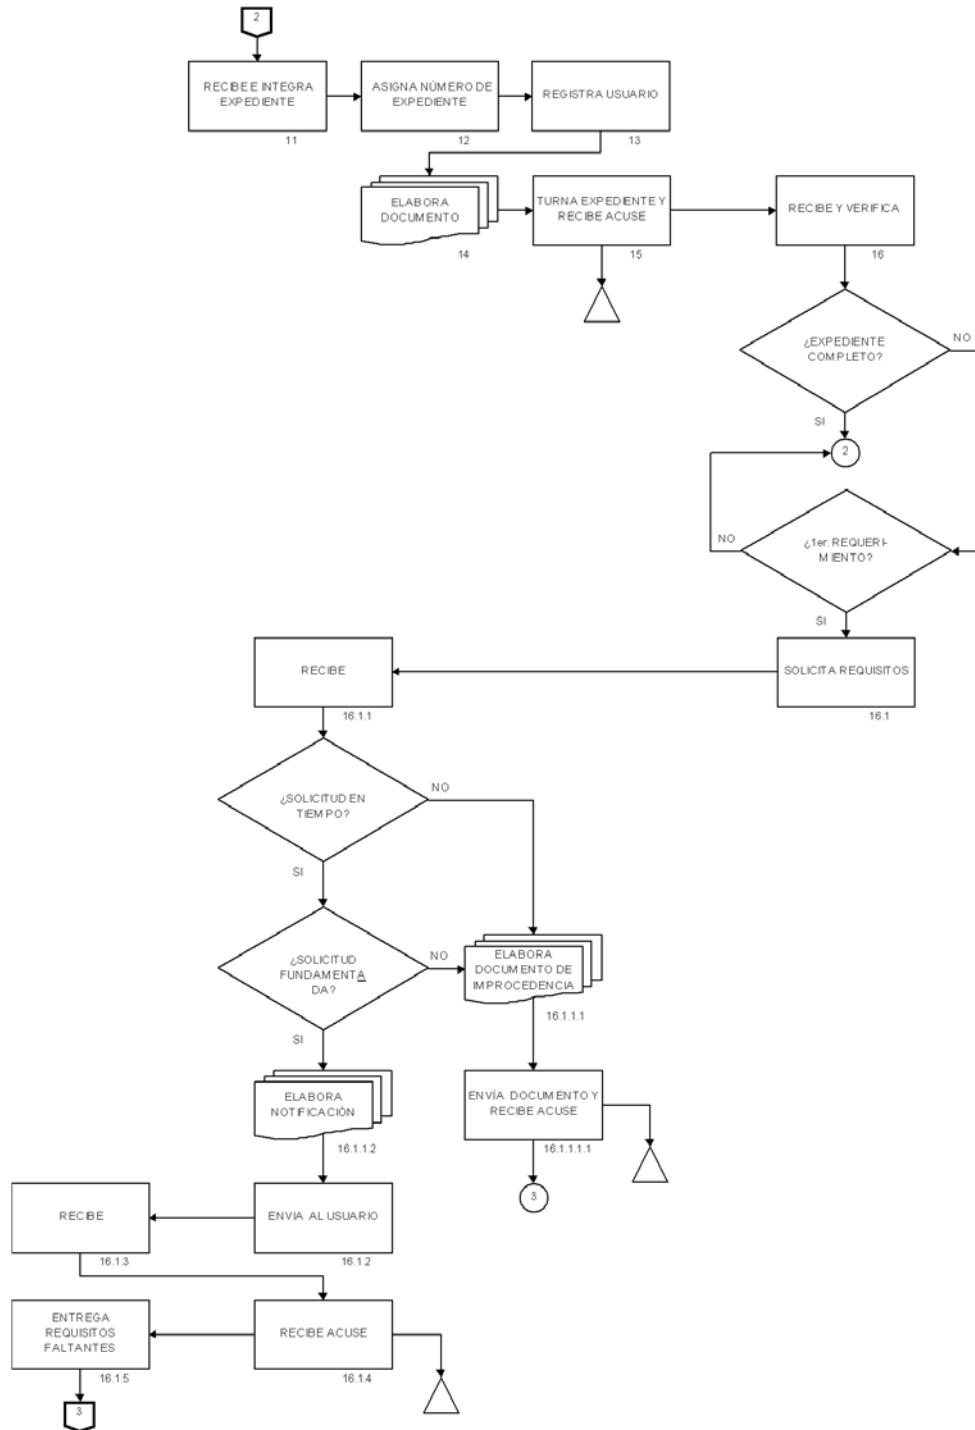 2
RECIBE E INTEGRA
EXPEDIENTE
11
ASIGNA NÚMERO DE
EXPEDIENTE
12
REGISTRA USUARIO
13
ELABORA
DOCUMENTO
14
TURNA EXPEDIENTE Y
RECIBE ACUSE
15
RECIBE Y VERIFICA
16
¿EXPEDIENTE
COMPLETO?
NO
SI
2
¿1er. REQUERI-
MIENTO?
NO
SI
SOLICITA REQUISITOS
16.1
RECIBE
16.1.1
¿SOLICITUD EN
TIEMPO?
NO
SI
¿SOLICITUD
FUNDAMENTA
DA?
NO
SI
ELABORA
DOCUMENTO DE
IMPROCEDENCIA
16.1.1.1
ELABORA
NOTIFICACIÓN
16.1.1.2
ENVÍA DOCUMENTO Y
RECIBE ACUSE
16.1.1.1.1
3
ENVIA AL USUARIO
16.1.2
RECIBE
16.1.3
RECIBE ACUSE
16.1.4
ENTREGA
REQUISITOS
FALTANTES
16.1.5
3